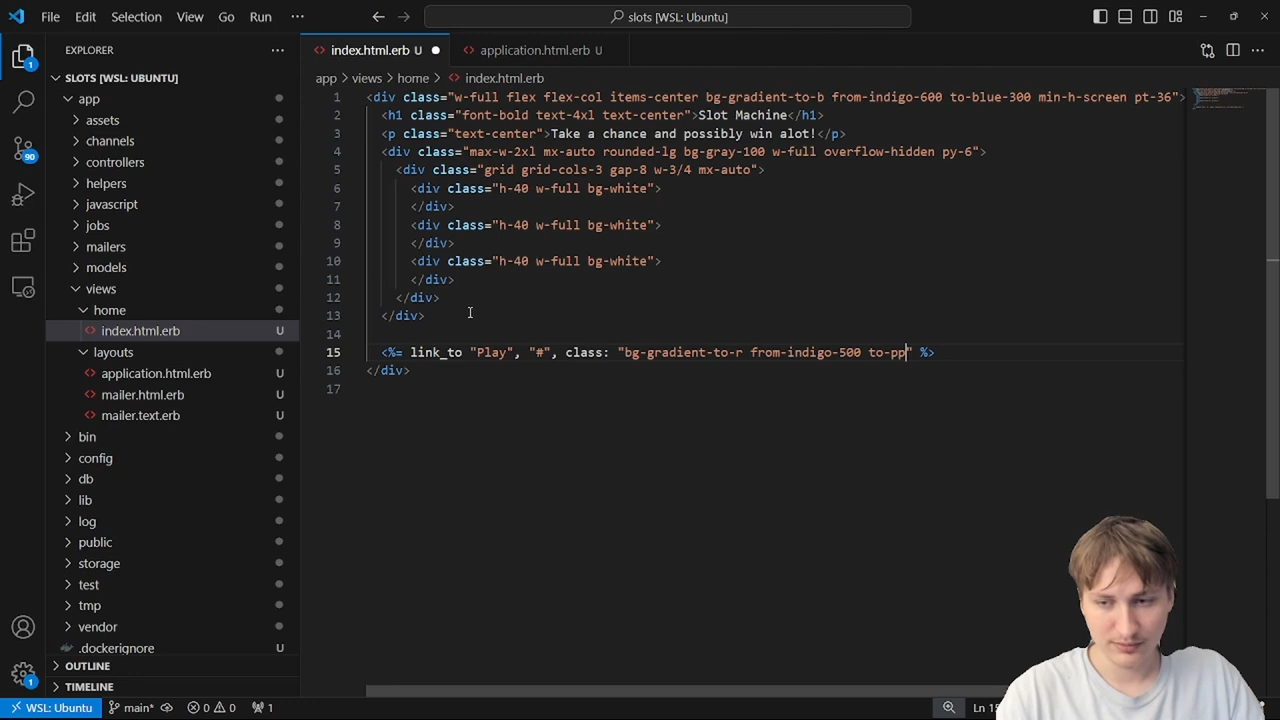 File Edit Selection View Go Run ···
slots [WSL: Ubuntu]
EXPLORER ···
SLOTS [WSL: UBUNTU]
app
assets
channels
controllers
helpers
javascript
jobs
mailers
models
views
home
index.html.erb U
layouts
application.html.erb U
mailer.html.erb U
mailer.text.erb U
bin
config
db
lib
log
public
storage
test
tmp
vendor
.dockerignore U
OUTLINE
TIMELINE
1
90
1
index.html.erb U application.html.erb U
app > views > home > index.html.erb
1 <div class="w-full flex flex-col items-center bg-gradient-to-b from-indigo-600 to-blue-300 min-h-screen pt-36">
2 <h1 class="font-bold text-4xl text-center">Slot Machine</h1>
3 <p class="text-center">Take a chance and possibly win alot!</p>
4 <div class="max-w-2xl mx-auto rounded-lg bg-gray-100 w-full overflow-hidden py-6">
5 <div class="grid grid-cols-3 gap-8 w-3/4 mx-auto">
6 <div class="h-40 w-full bg-white">
7 </div>
8 <div class="h-40 w-full bg-white">
9 </div>
10 <div class="h-40 w-full bg-white">
11 </div>
12 </div>
13 </div>
14
15 <%= link_to "Play", "#", class: "bg-gradient-to-r from-indigo-500 to-pp" %>
16 </div>
17
WSL: Ubuntu main* 0 0 1